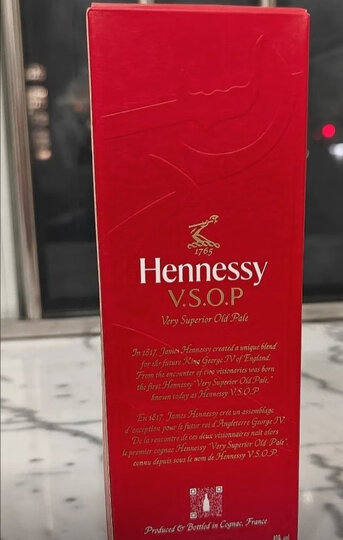 1765
Hennessy
V.S.O.P
Very Superior Old Pale
In 1817, James Hennessy created a unique blend
for the future King George IV of England.
From the encounter of two visionaries was born
the first Hennessy "Very Superior Old Pale,"
known today as Hennessy V.S.O.P.
En 1817, James Hennessy crée un assemblage
d'exception pour le futur roi d'Angleterre George IV.
De la rencontre de ces deux visionnaires naît alors
le premier cognac Hennessy "Very Superior Old Pale",
connu depuis sous le nom de Hennessy V.S.O.P.
Produced & Bottled in Cognac, France